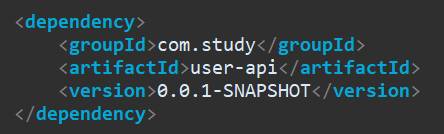 <dependency>
    <groupId>com.study</groupId>
    <artifactId>user-api</artifactId>
    <version>0.0.1-SNAPSHOT</version>
</dependency>